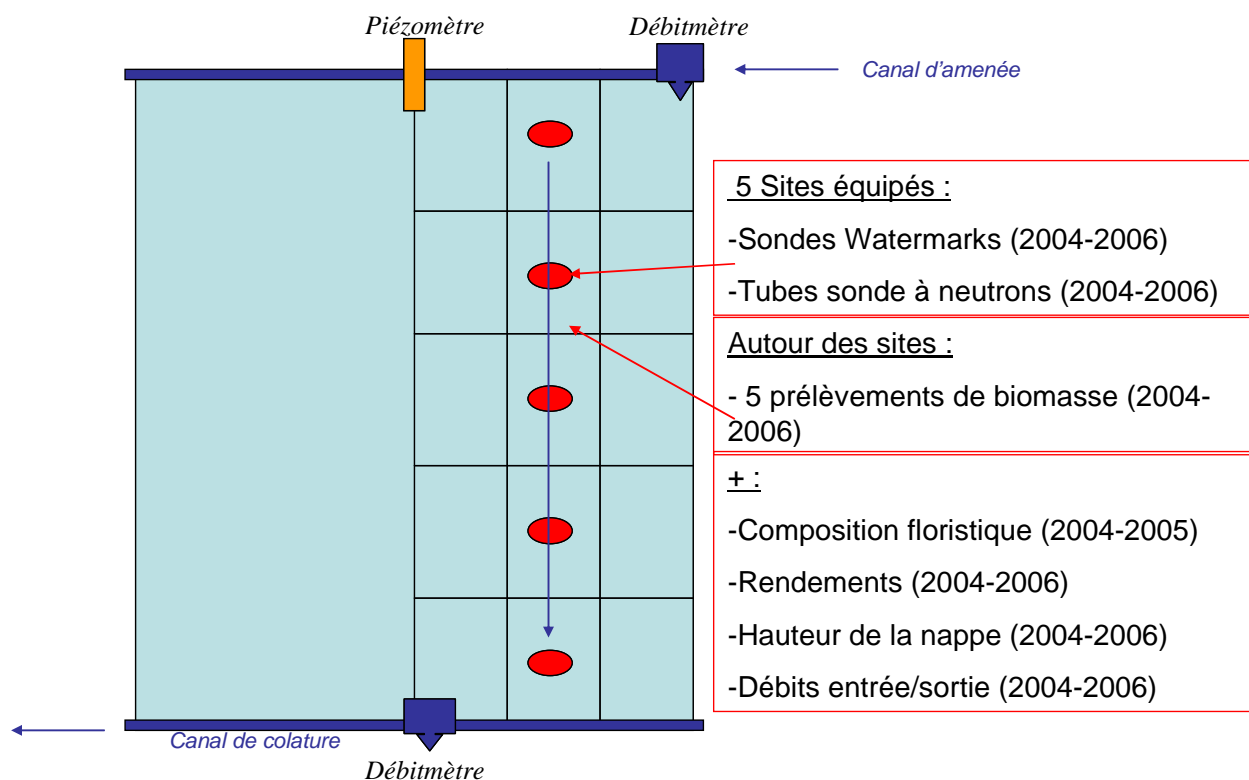 Piézomètre
Débitmètre
Canal d'amenée
5 Sites équipés :
-Sondes Watermarks (2004-2006)
-Tubes sonde à neutrons (2004-2006)
Autour des sites :
- 5 prélèvements de biomasse (2004-
2006)
+ :
-Composition floristique (2004-2005)
-Rendements (2004-2006)
-Hauteur de la nappe (2004-2006)
-Débits entrée/sortie (2004-2006)
Canal de colature
Débitmètre